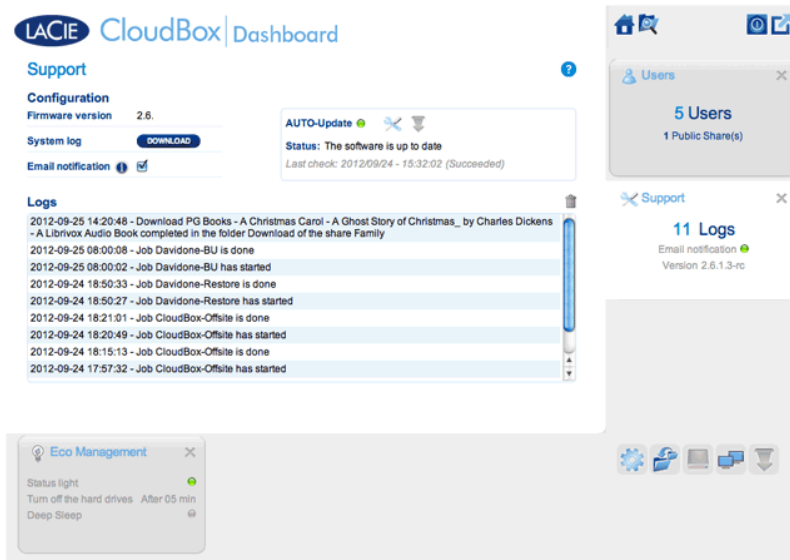 LACIE CloudBox Dashboard
Support
Configuration
Firmware version 2.6.
System log DOWNLOAD
Email notification
AUTO-Update
Status: The software is up to date
Last check: 2012/09/24 - 15:32:02 (Succeeded)
Logs
2012-09-25 14:20:48 - Download PG Books - A Christmas Carol - A Ghost Story of Christmas_ by Charles Dickens
- A Librivox Audio Book completed in the folder Download of the share Family
2012-09-25 08:00:08 - Job Davidone-BU is done
2012-09-25 08:00:02 - Job Davidone-BU has started
2012-09-24 18:50:33 - Job Davidone-Restore is done
2012-09-24 18:50:27 - Job Davidone-Restore has started
2012-09-24 18:21:01 - Job CloudBox-Offsite is done
2012-09-24 18:20:49 - Job CloudBox-Offsite has started
2012-09-24 18:15:13 - Job CloudBox-Offsite is done
2012-09-24 17:57:32 - Job CloudBox-Offsite has started
Users
5 Users
1 Public Share(s)
Support
11 Logs
Email notification
Version 2.6.1.3-rc
Eco Management
Status light
Turn off the hard drives After 05 min
Deep Sleep